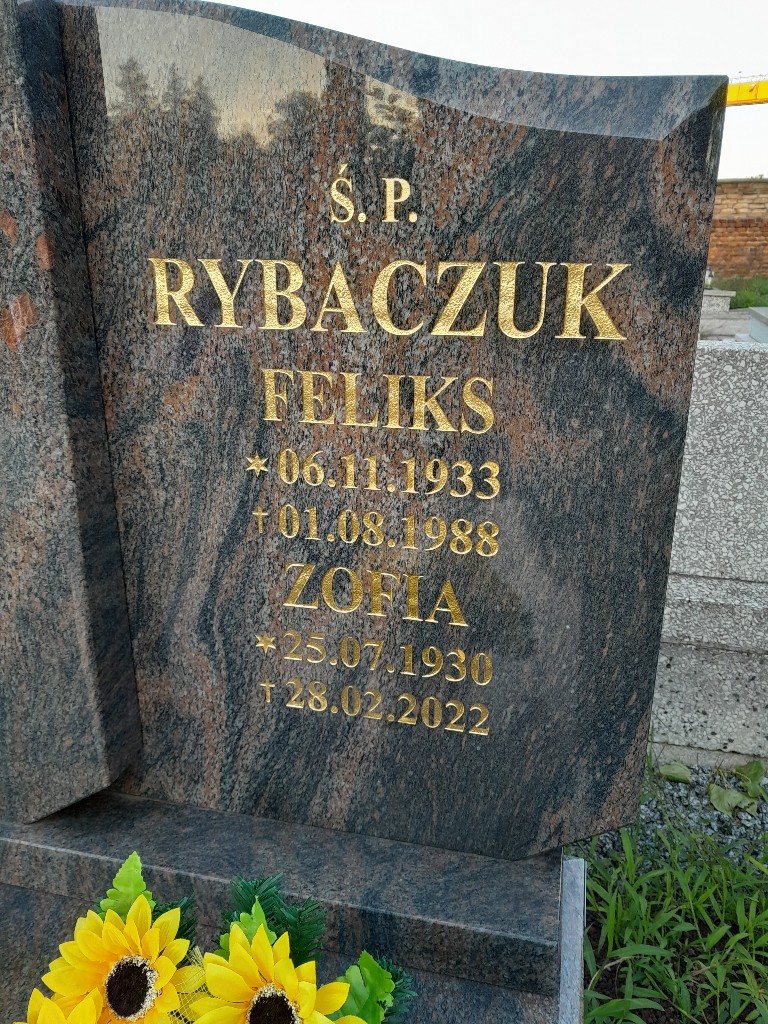 Ś. P.
RYBACZUK
FELIKS
* 06.11.1933
† 01.08.1988
ZOFIA
* 25.07.1930
† 28.02.2022